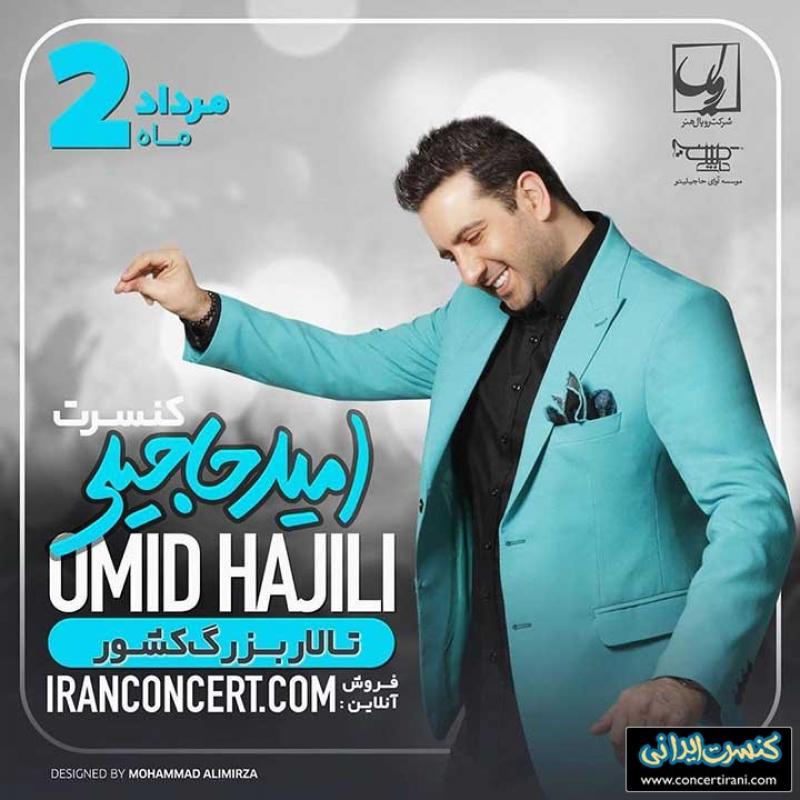 2 مرداد
ماه
شرکت رویال هنر
موسسه آوای حاجیلیتو
کنسرت
امید حاجیلی
OMID HAJILI
تالار بزرگ کشور
IRANCONCERT.COM فروش
آنلاین :
DESIGNED BY MOHAMMAD ALIMIRZA
کنسرت ایرانی
www.concertirani.com